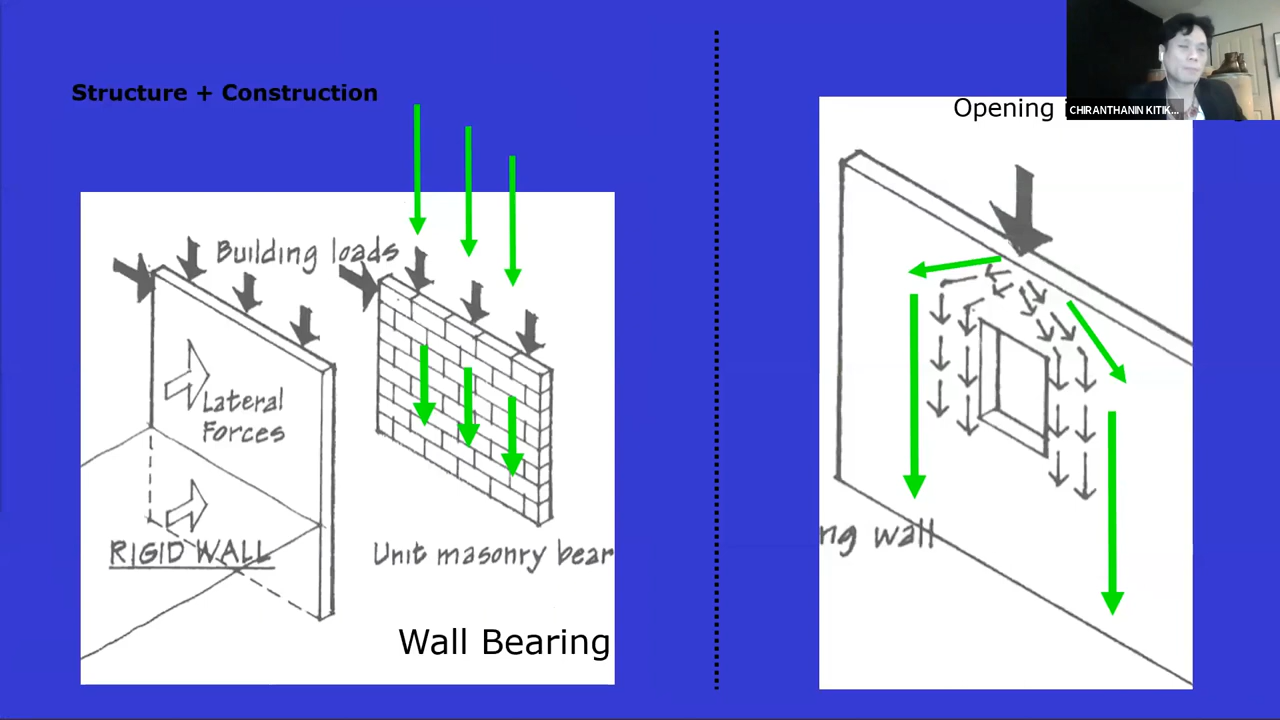 Structure + Construction
Building loads
Lateral
Forces
RIGID WALL
Unit masonry bear
Wall Bearing
Opening
CHIRANTHANIN KITIK...
ng wall